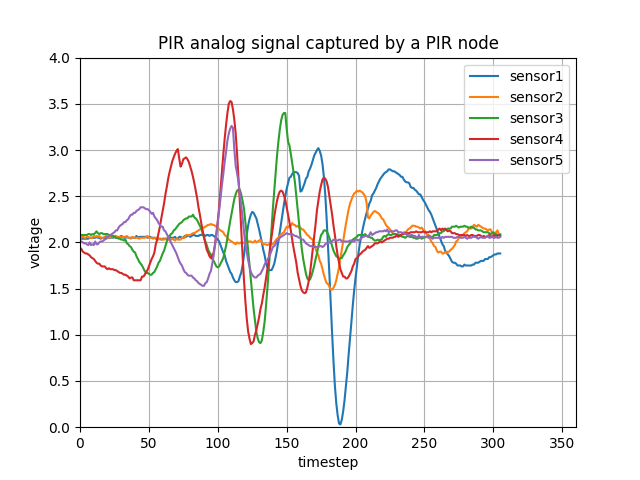 PIR analog signal captured by a PIR node
voltage
4.0
3.5
3.0
2.5
2.0
1.5
1.0
0.5
0.0
sensor1
sensor2
sensor3
sensor4
sensor5
0 50 100 150 200 250 300 350
timestep